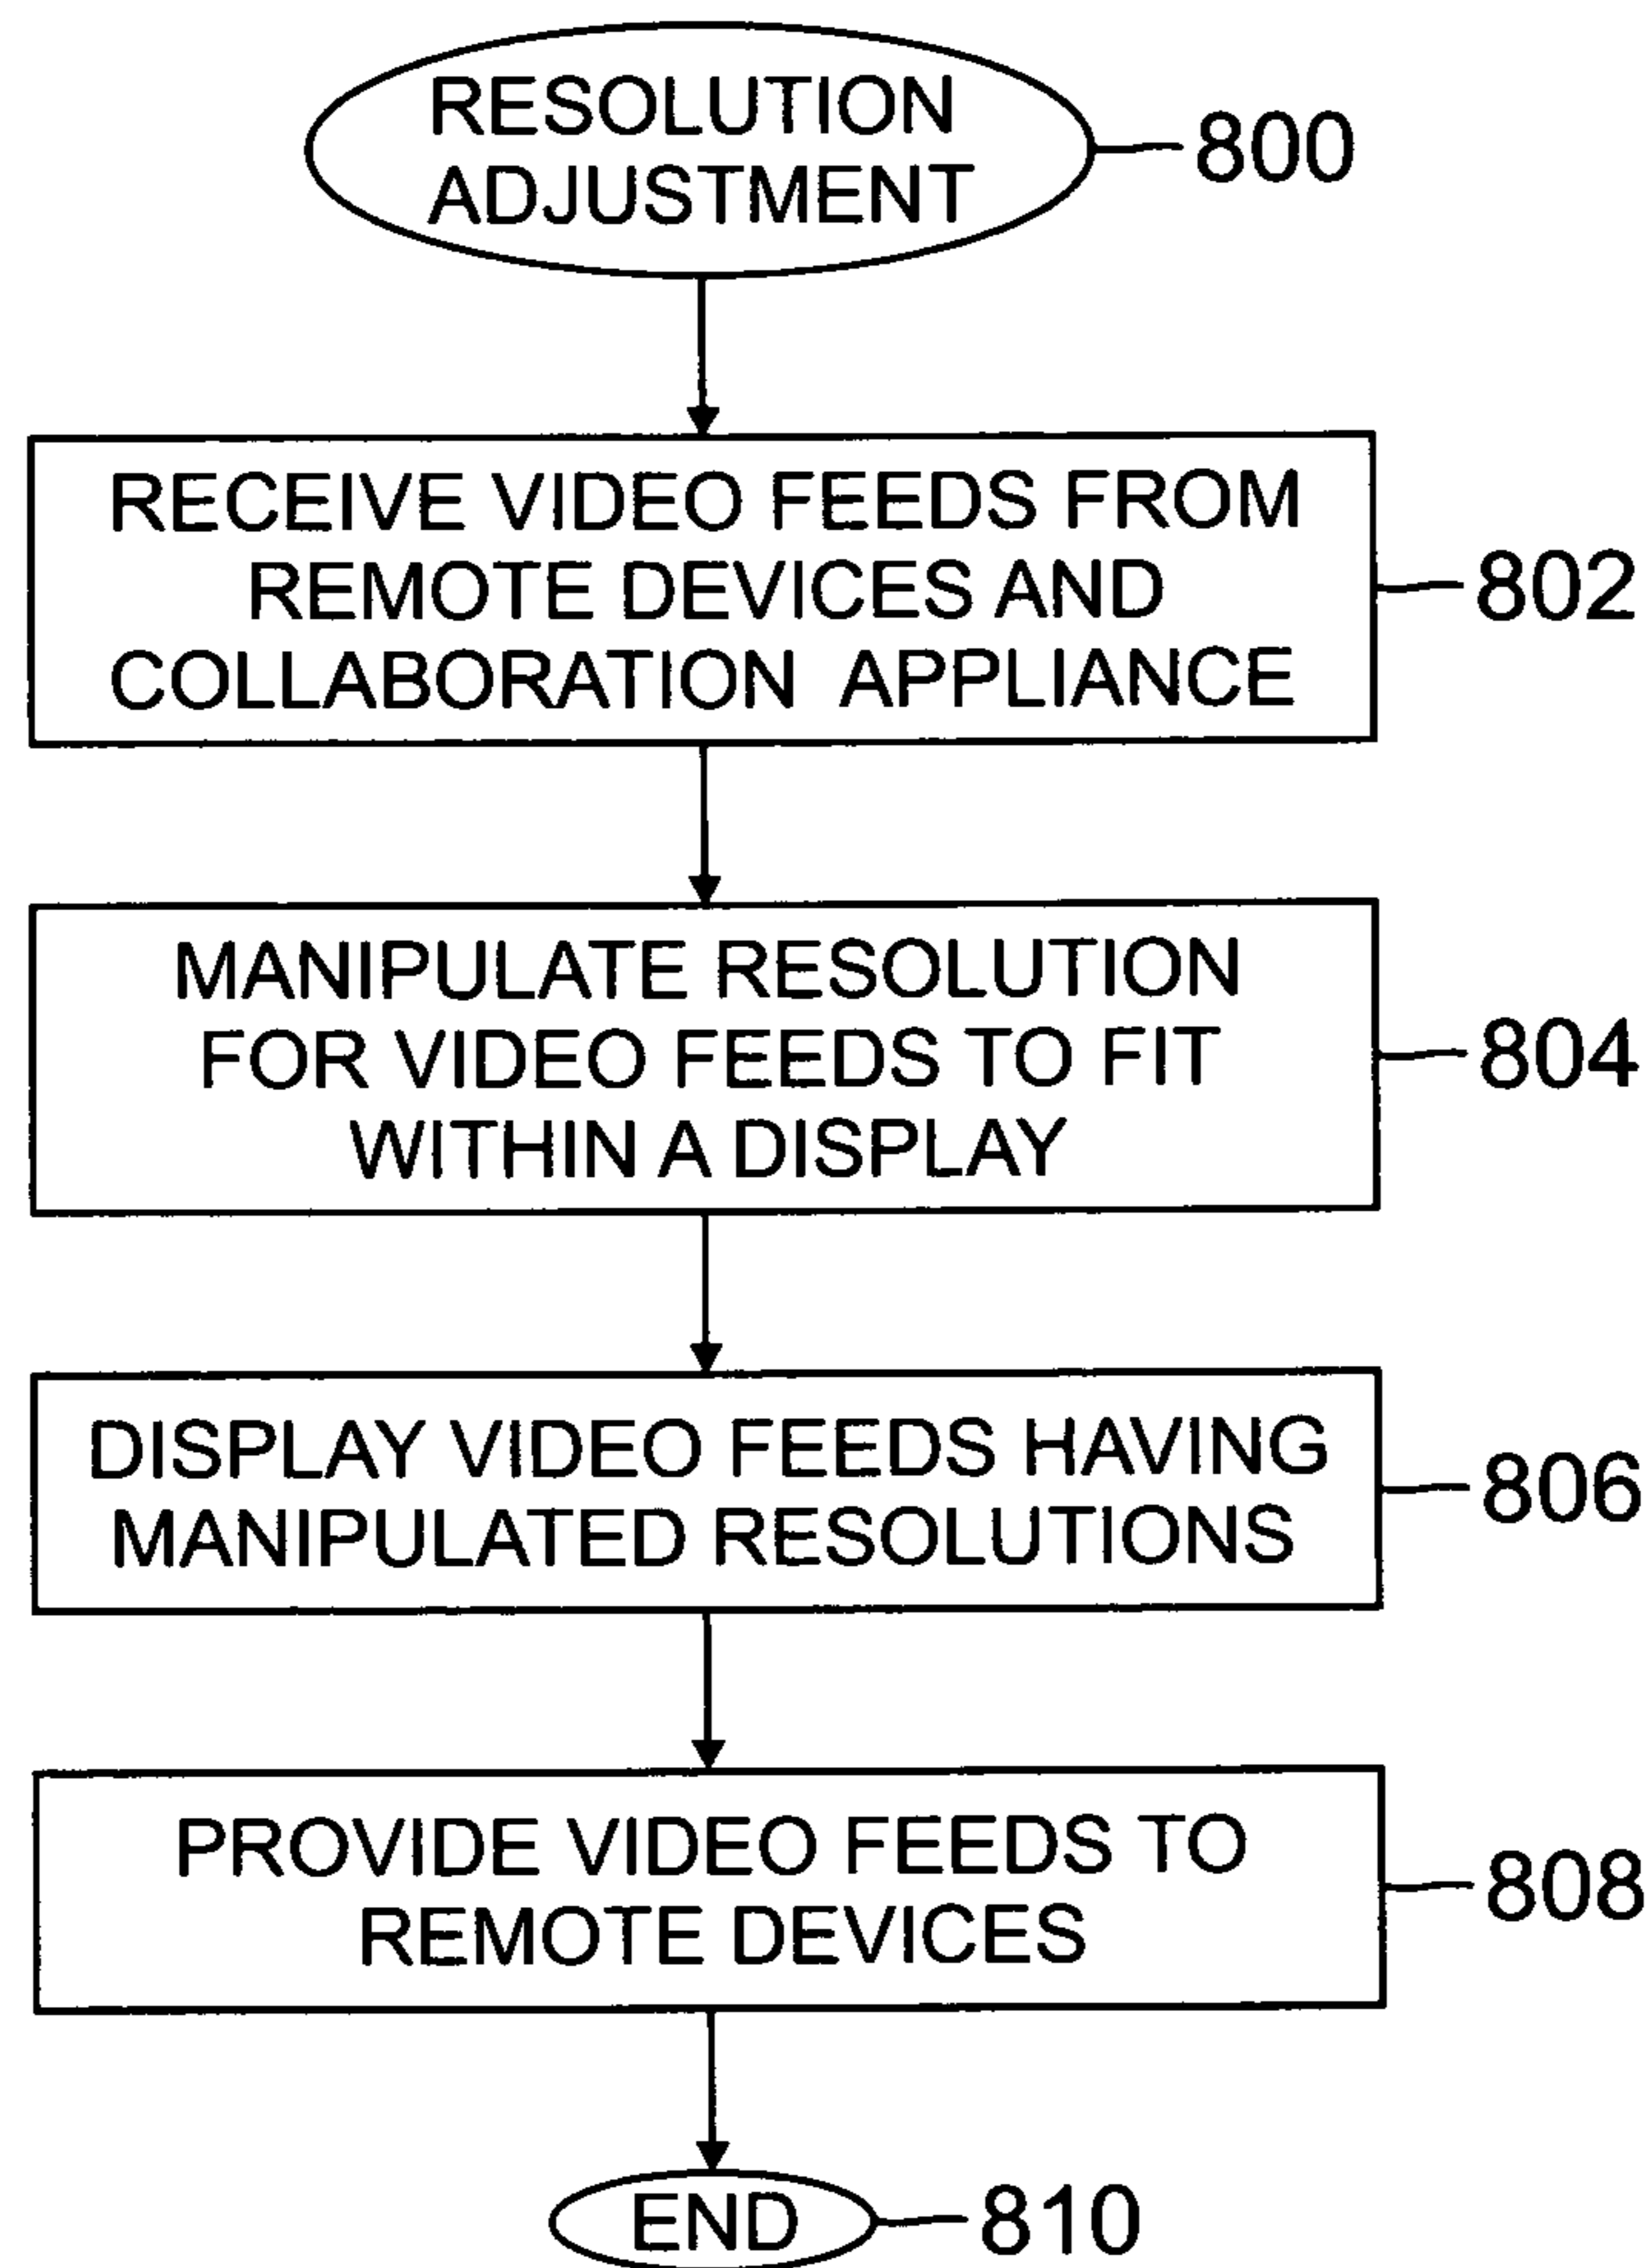 RESOLUTION
ADJUSTMENT
800
RECEIVE VIDEO FEEDS FROM
REMOTE DEVICES AND
COLLABORATION APPLIANCE
802
MANIPULATE RESOLUTION
FOR VIDEO FEEDS TO FIT
WITHIN A DISPLAY
804
DISPLAY VIDEO FEEDS HAVING
MANIPULATED RESOLUTIONS
806
PROVIDE VIDEO FEEDS TO
REMOTE DEVICES
808
END
810